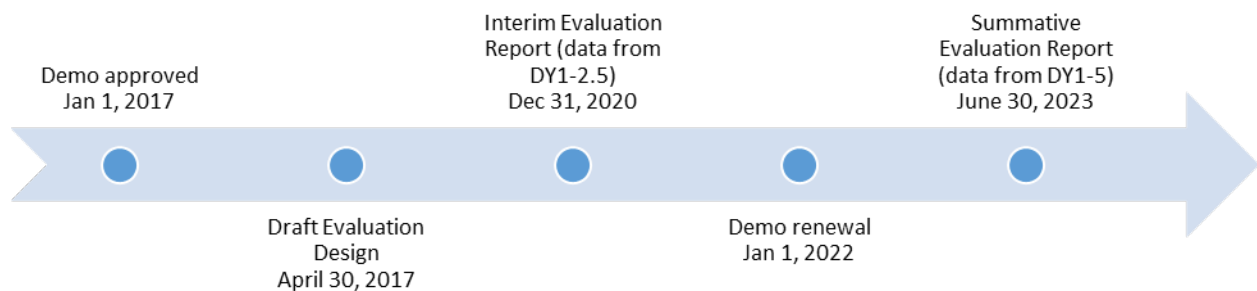 Demo approved
Jan 1, 2017
Draft Evaluation
Design
April 30, 2017
Interim Evaluation
Report (data from
DY1-2.5)
Dec 31, 2020
Demo renewal
Jan 1, 2022
Summative
Evaluation Report
(data from DY1-5)
June 30, 2023